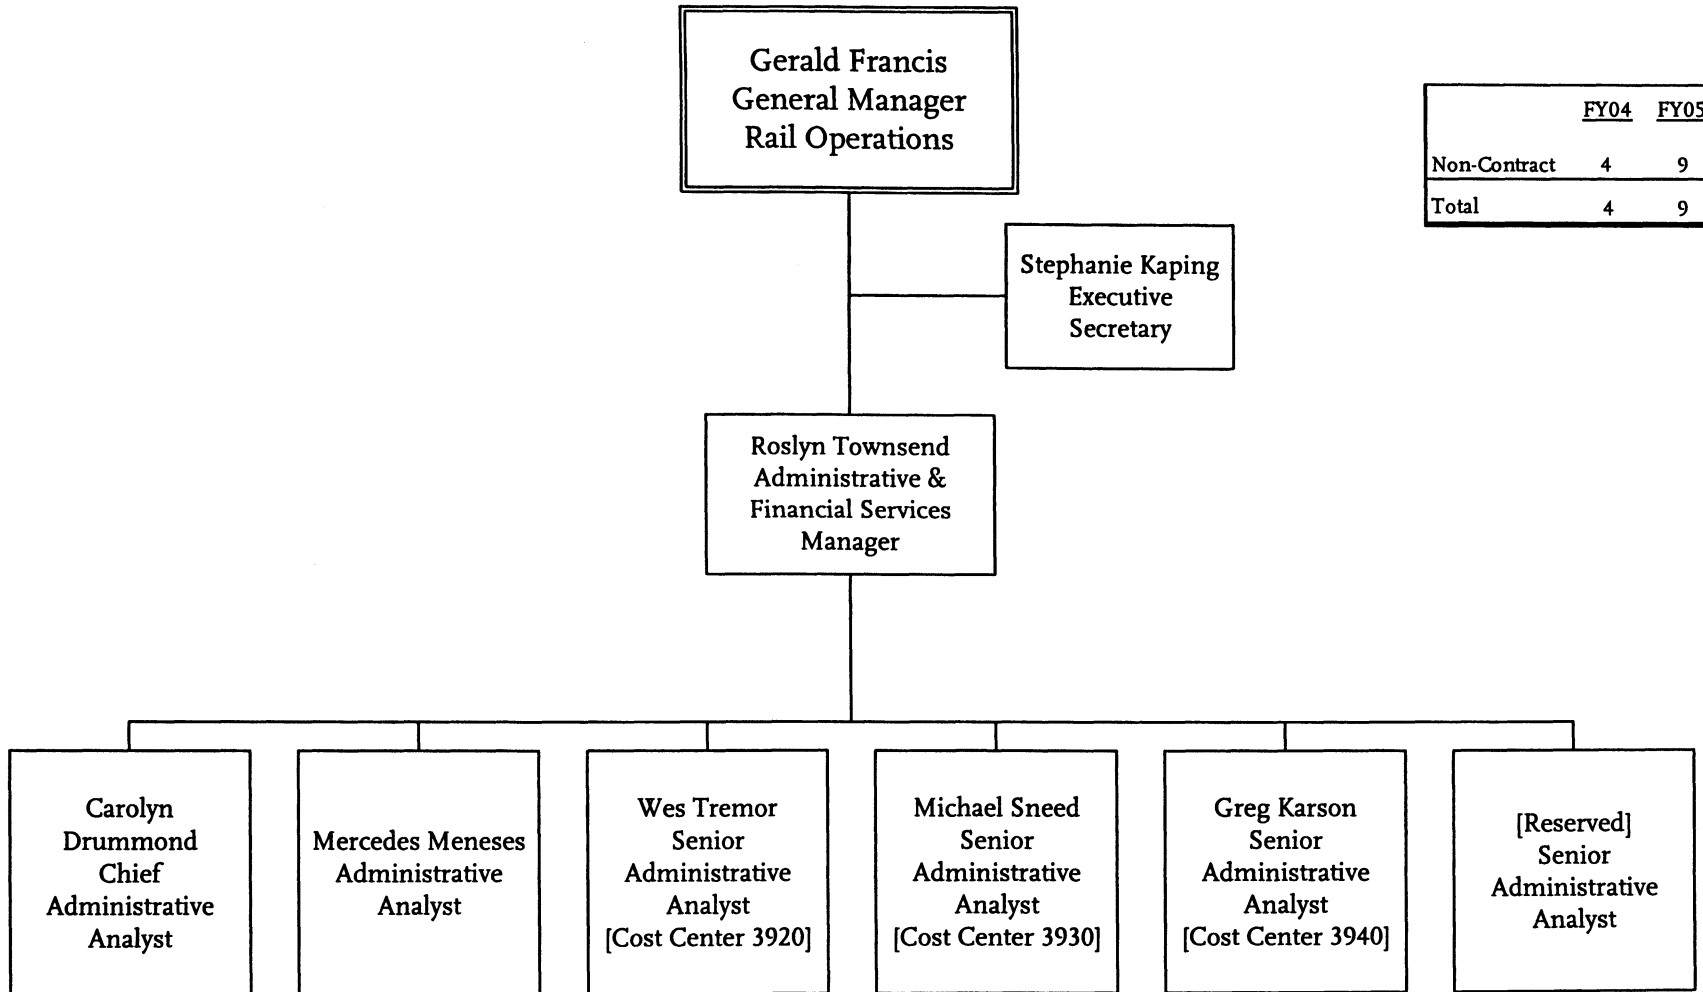 Gerald Francis
General Manager
Rail Operations
FY04 FY05
Non-Contract 4 9
Total 4 9
Stephanie Kaping
Executive
Secretary
Roslyn Townsend
Administrative &
Financial Services
Manager
Carolyn
Drummond
Chief
Administrative
Analyst
Mercedes Meneses
Administrative
Analyst
Wes Tremor
Senior
Administrative
Analyst
[Cost Center 3920]
Michael Sneed
Senior
Administrative
Analyst
[Cost Center 3930]
Greg Karson
Senior
Administrative
Analyst
[Cost Center 3940]
[Reserved]
Senior
Administrative
Analyst